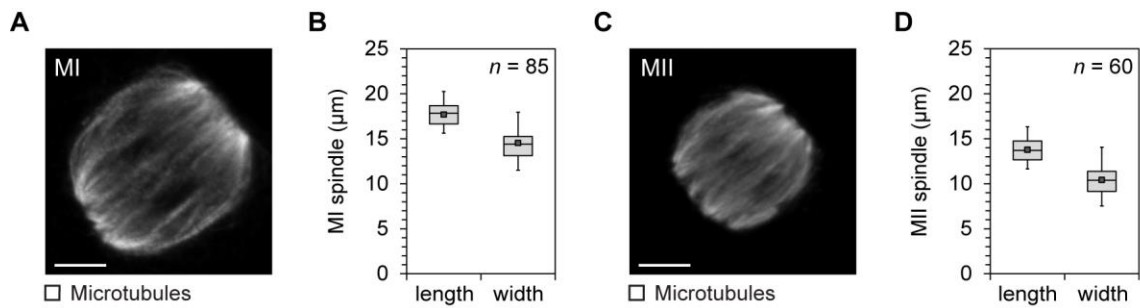 A
MI
Microtubules
B
MI spindle (μm)
25
20
15
10
5
0
n = 85
length width
C
MII
Microtubules
D
MII spindle (μm)
25
20
15
10
5
0
n = 60
length width